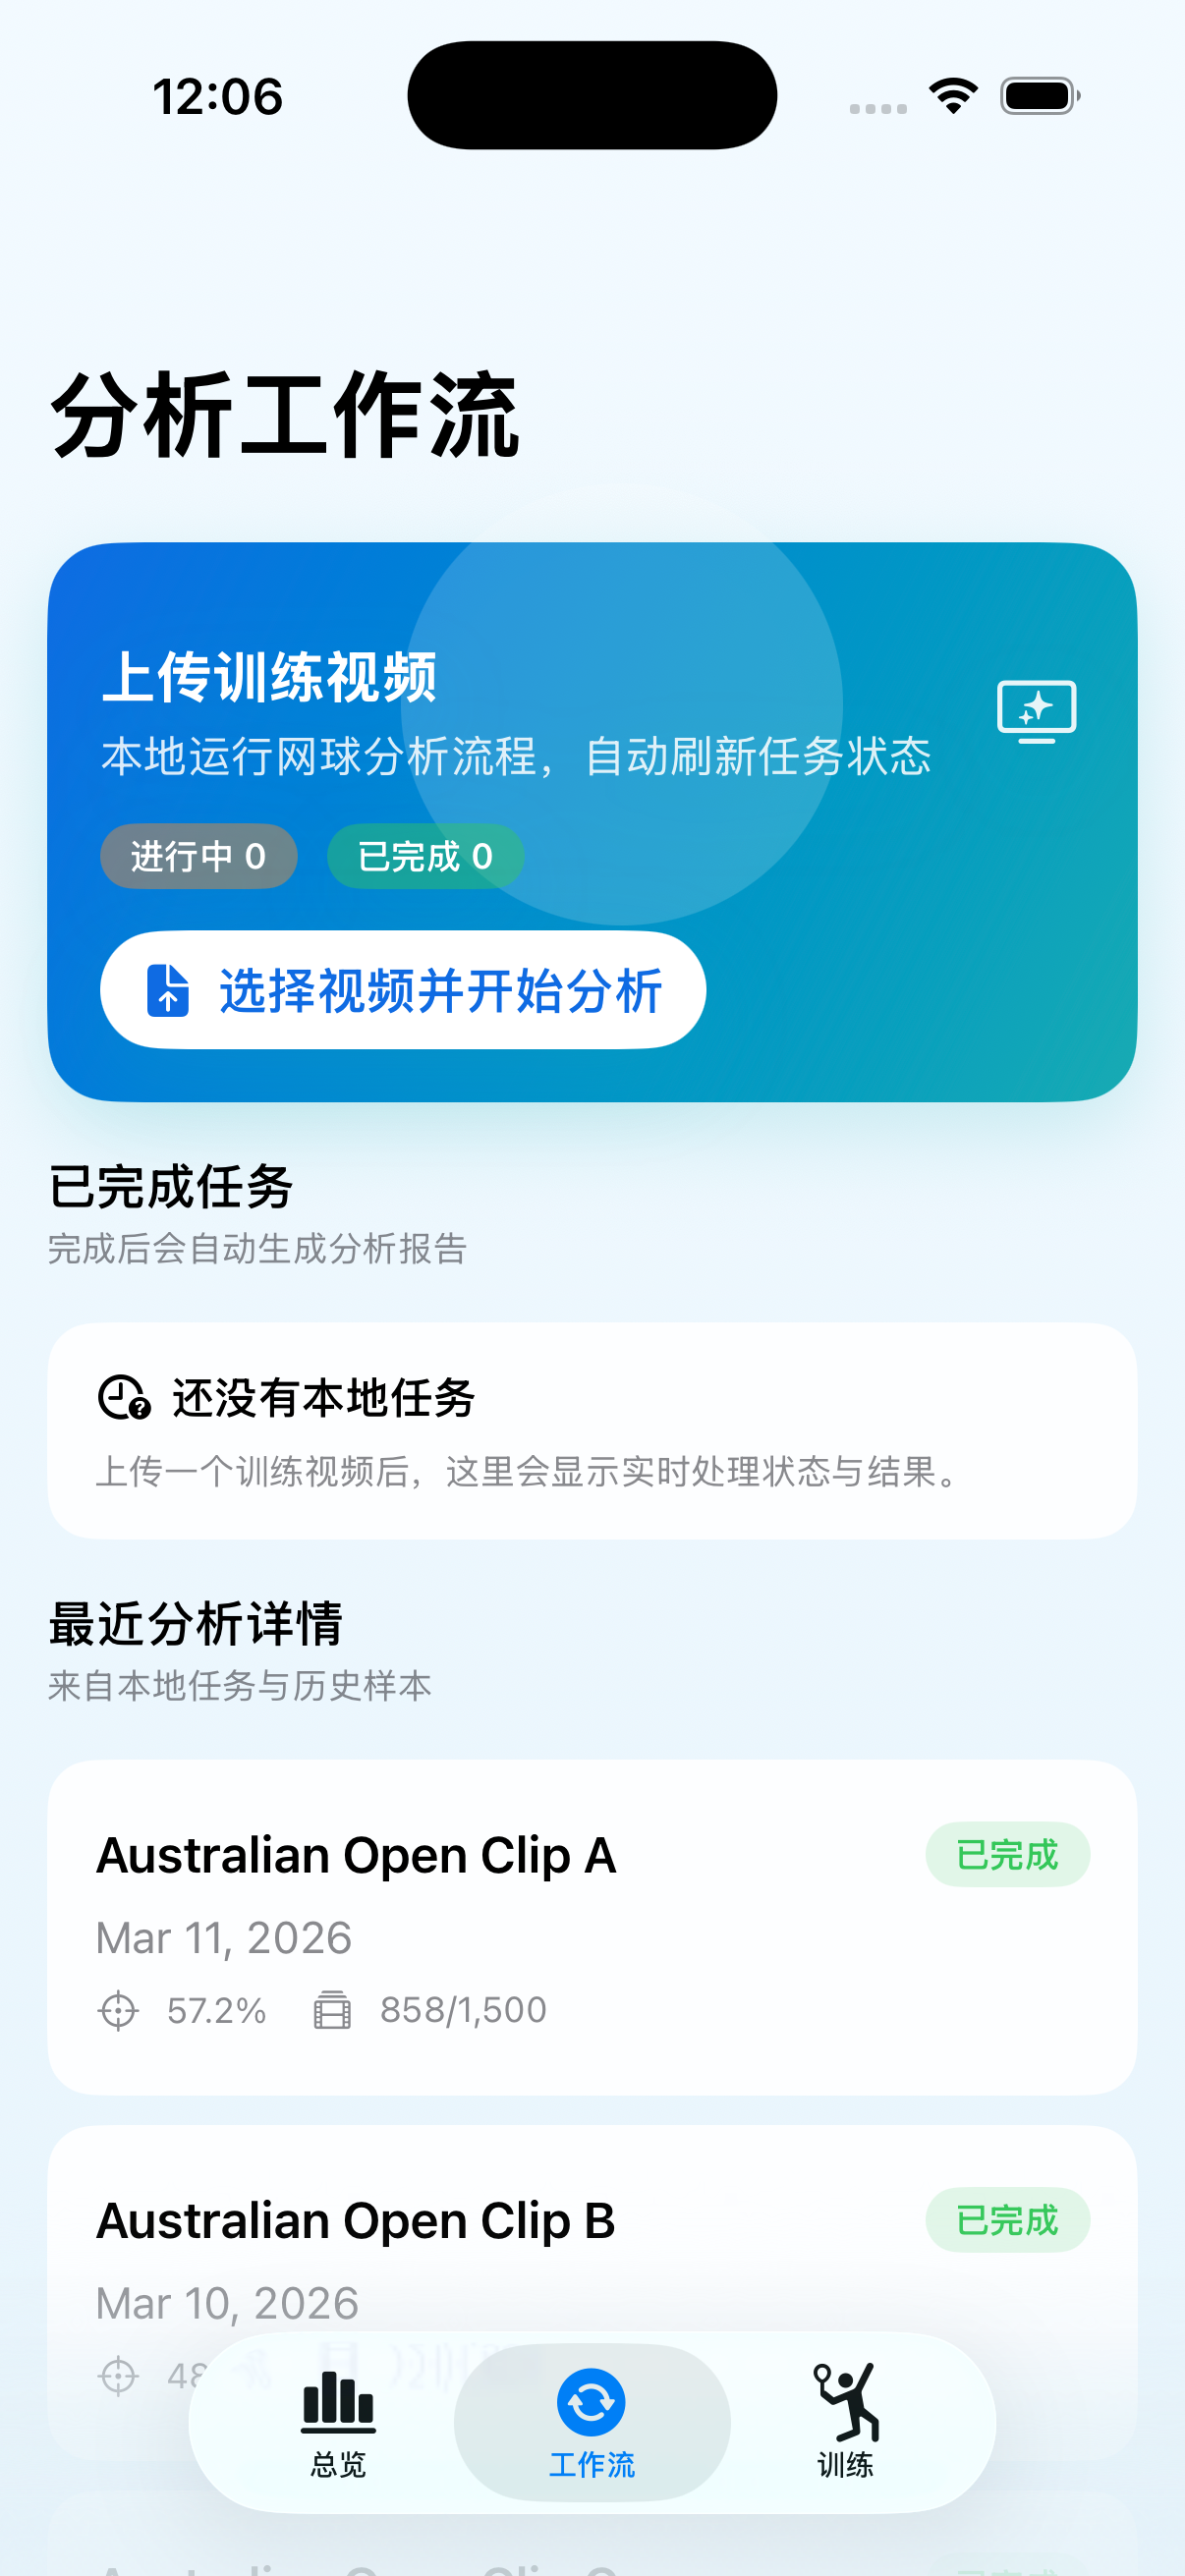 12:06
分析工作流
上传训练视频
本地运行网球分析流程，自动刷新任务状态
进行中 0
已完成 0
选择视频并开始分析
已完成任务
完成后会自动生成分析报告
还没有本地任务
上传一个训练视频后，这里会显示实时处理状态与结果。
最近分析详情
来自本地任务与历史样本
Australian Open Clip A
已完成
Mar 11, 2026
57.2%
858/1,500
Australian Open Clip B
已完成
Mar 10, 2026
总览
工作流
训练